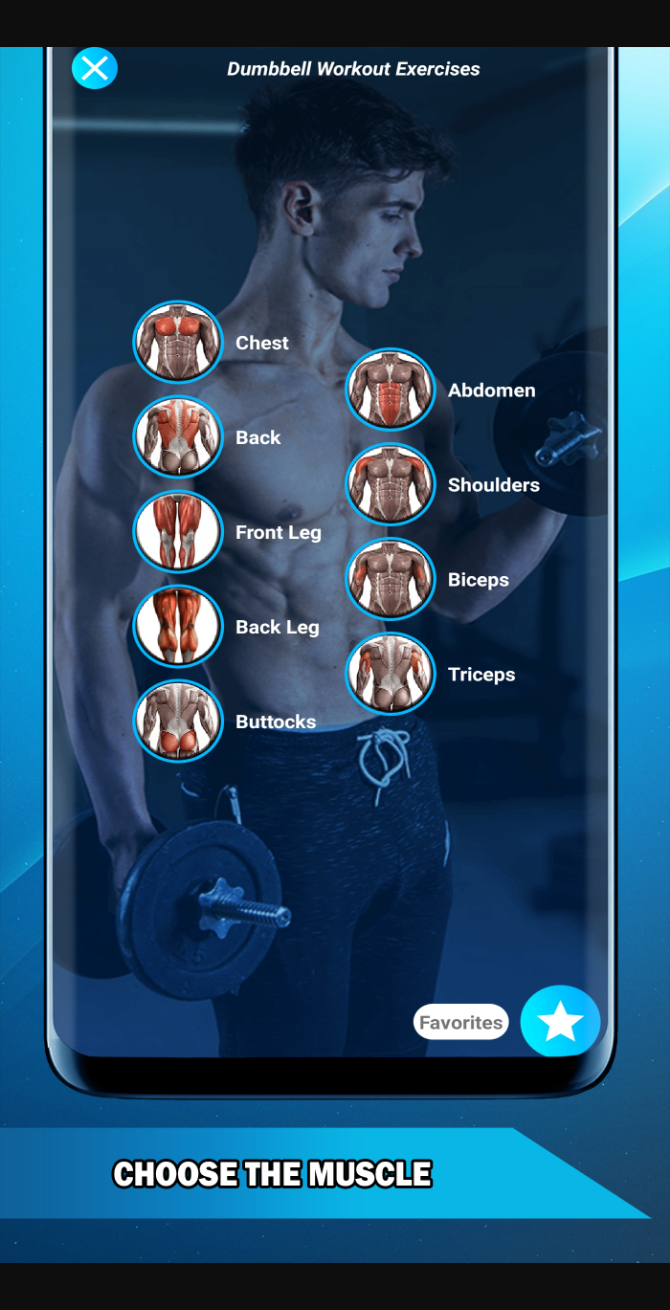 Dumbbell Workout Exercises
Chest
Abdomen
Back
Shoulders
Front Leg
Biceps
Back Leg
Triceps
Buttocks
Favorites
CHOOSE THE MUSCLE